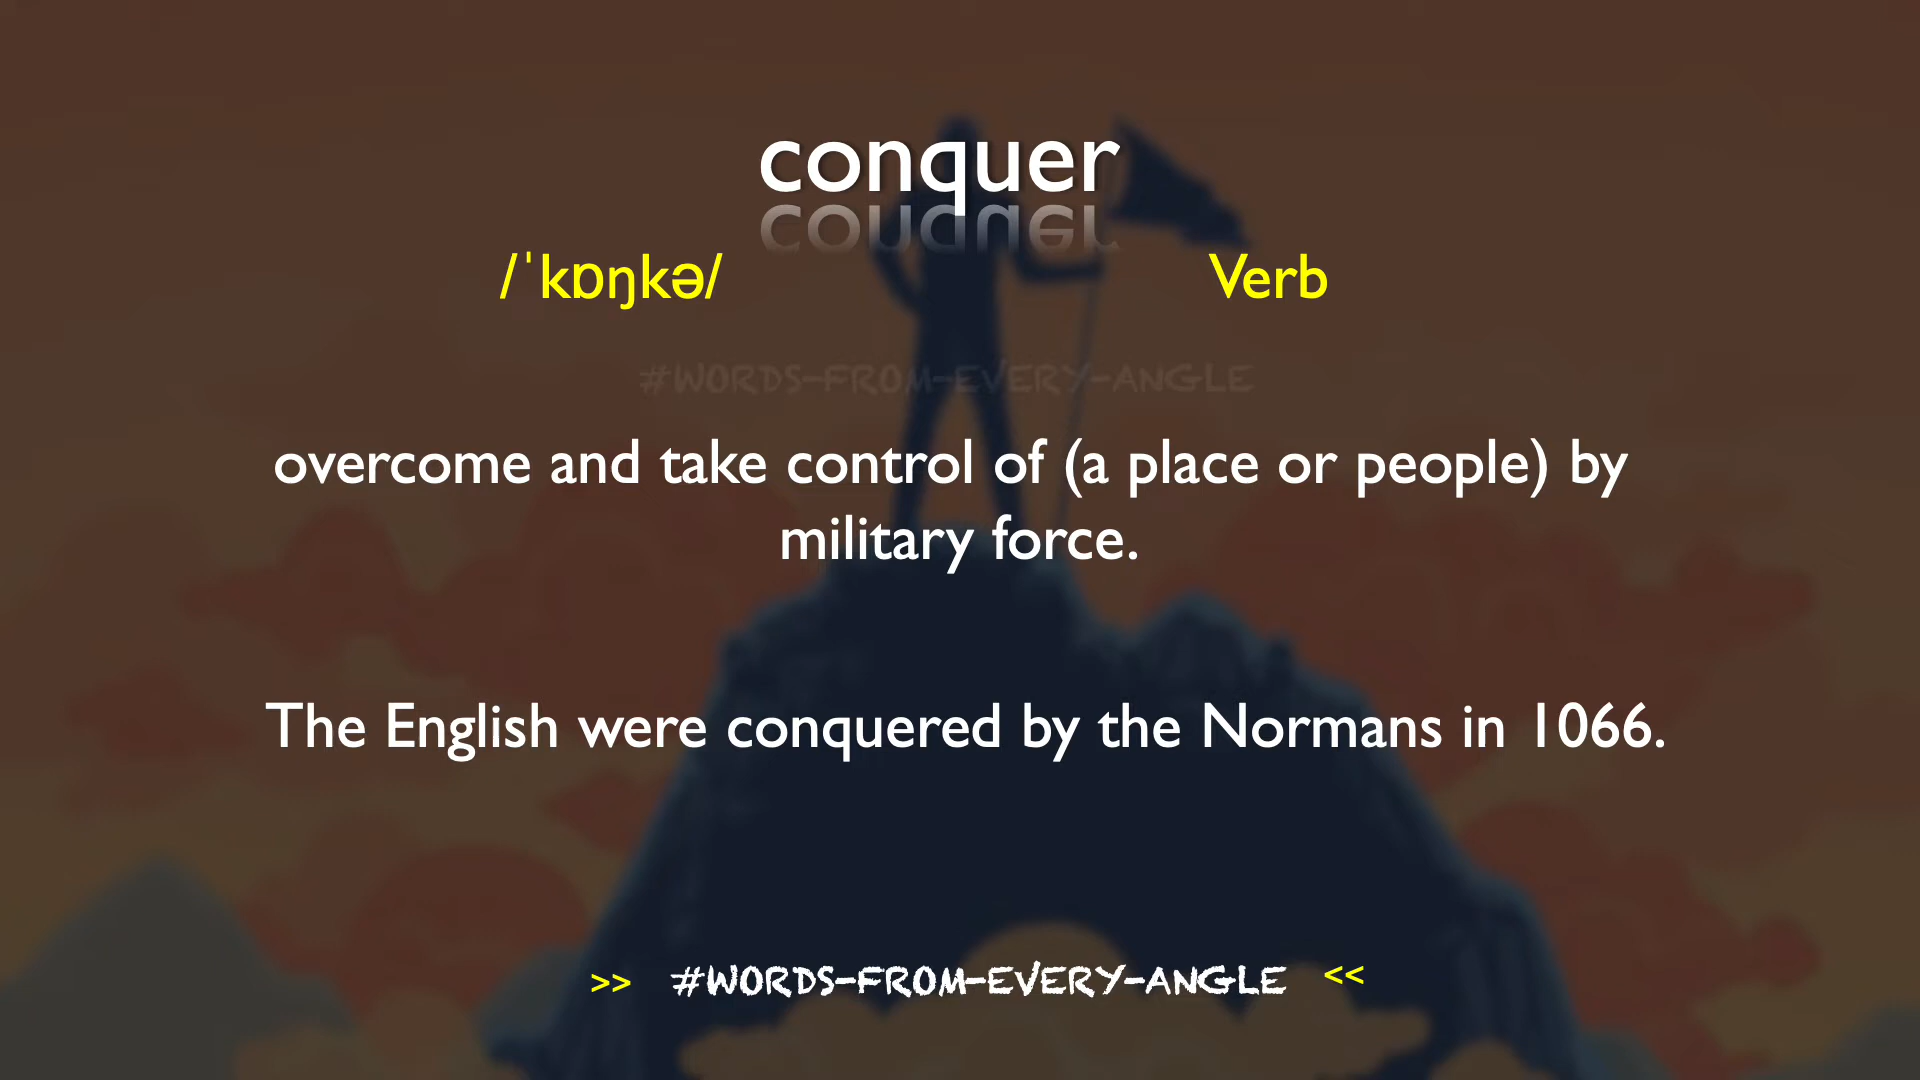 conquer
/ˈkɒŋkə/ Verb
#WORDS-FROM-EVERY-ANGLE
overcome and take control of (a place or people) by
military force.
The English were conquered by the Normans in 1066.
>> #WORDS-FROM-EVERY-ANGLE <<